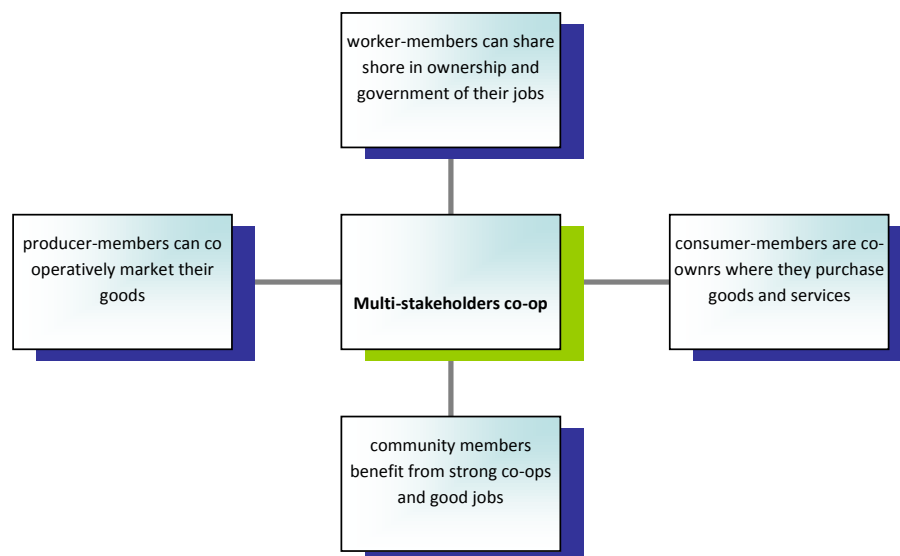 worker-members can share
shore in ownership and
government of their jobs
producer-members can co
operatively market their
goods
Multi-stakeholders co-op
consumer-members are co-
ownrs where they purchase
goods and services
community members
benefit from strong co-ops
and good jobs